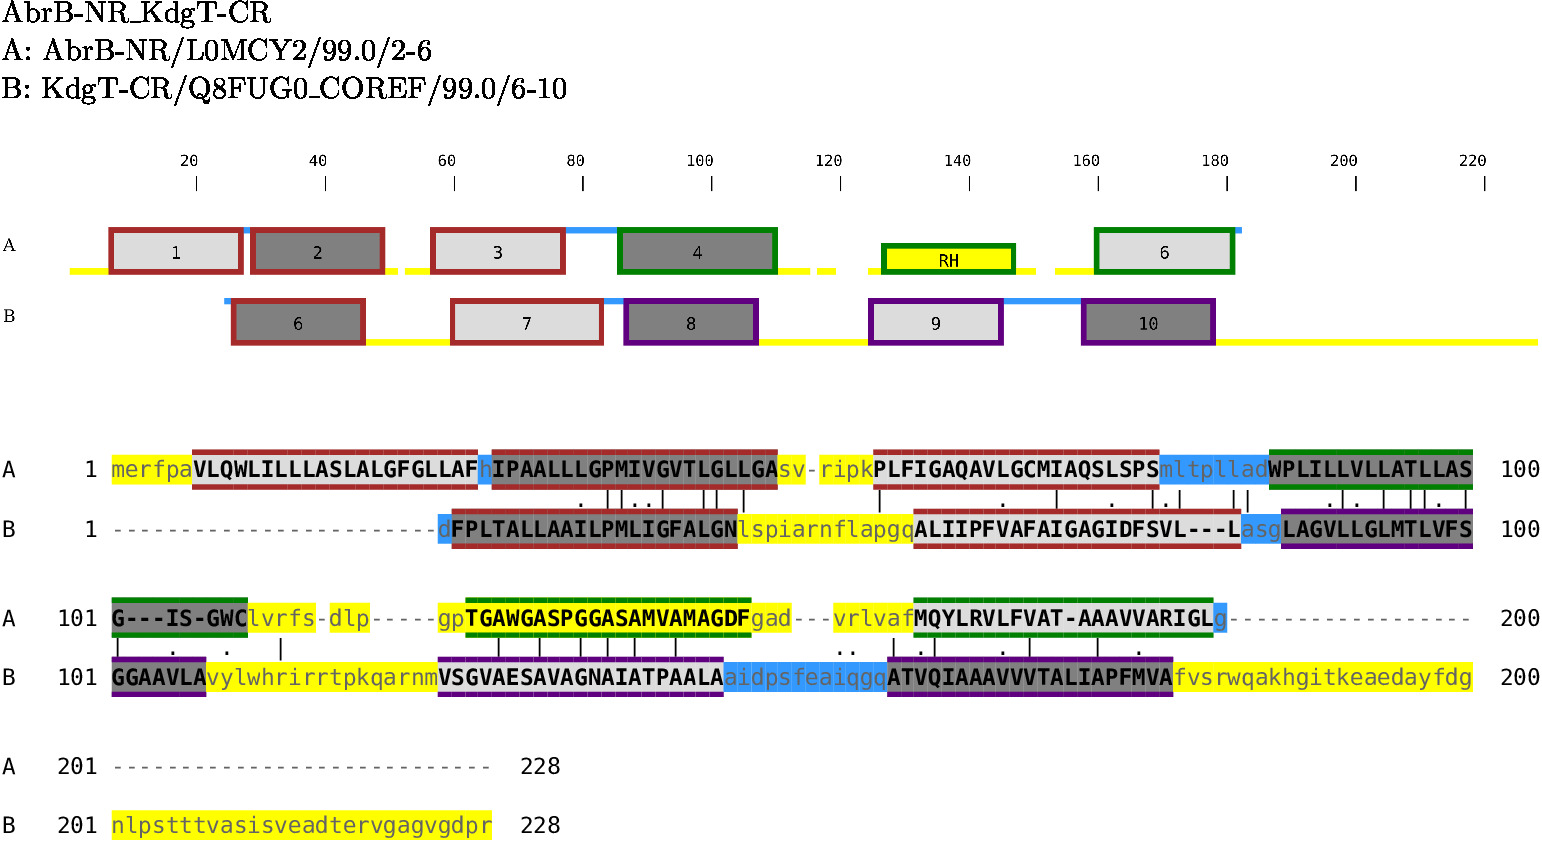 AbrB-NR_KdgT-CR
A: AbrB-NR/L0MCY2/99.0/2-6
B: KdgT-CR/Q8FUG0_COREF/99.0/6-10
20 40 60 80 100 120 140 160 180 200 220
A 1 2 3 4 RH 6
B 6 7 8 9 10
A 1 merfpaVLQWLILLLASLALGFGLLAFhIPAALLLGPMIVGVTLGLLGAsv-ripkPLFIGAQAVLGCMIAQSLSPSmltplladWPLILLVLLATLLAS 100
B 1 ------------------------dFPLTALLAAILPMLIGFALGNlspiarnflapgqALIIPFVAFAIGAGIDFSVL---LasgLAGVLLGLMTLVFS 100
A 101 G---IS-GWClvrfs-dlp-----gpTGAWGASPGGASAMVAMAGDFgad---vrlvafMQYLRVLFVAT-AAAVVARIGLg------------------ 200
B 101 GGAAVLAvylwhrirrtpkqarnmVSGVAESAVAGNAIATPAALAaidpsfeaiqgqATVQIAAAVVVTALIAPFMVAfvsrwqakhgitkeaedayfdg 200
A 201 ---------------------------- 228
B 201 nlpstttvasisveadtervgagvgdpr 228